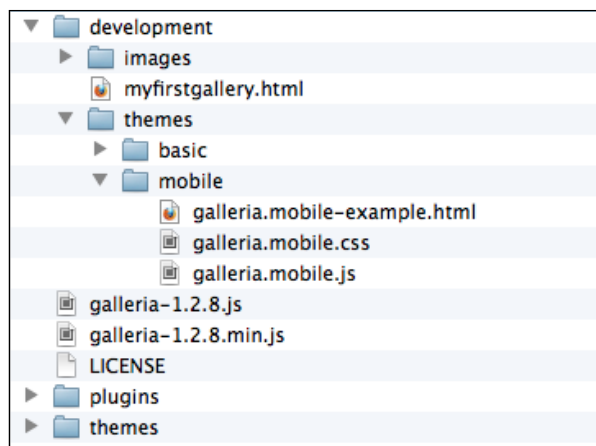 development
images
myfirstgallery.html
themes
basic
mobile
galleria.mobile-example.html
galleria.mobile.css
galleria.mobile.js
galleria-1.2.8.js
galleria-1.2.8.min.js
LICENSE
plugins
themes